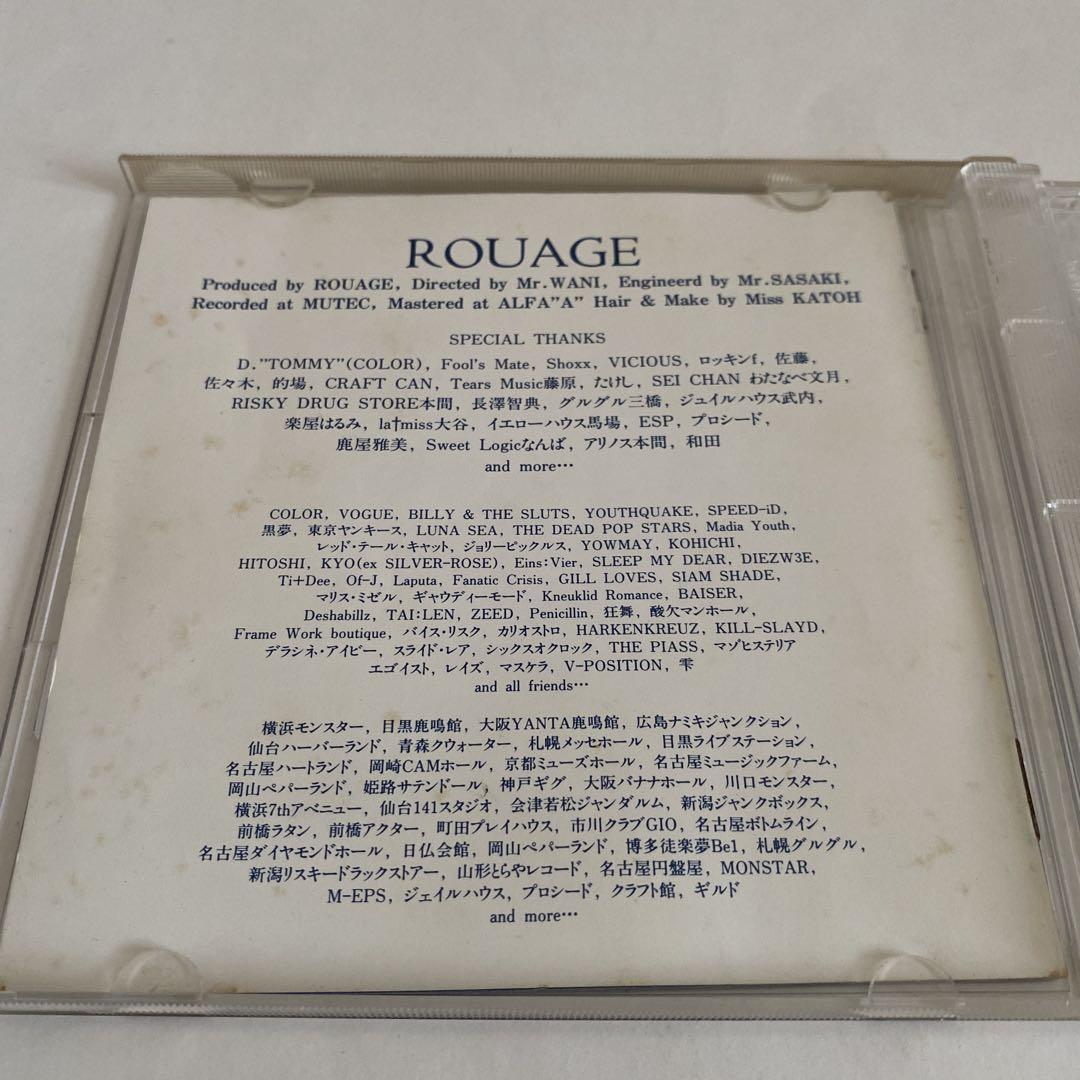 ROUAGE
Produced by ROUAGE, Directed by Mr.WANI, Engineerd by Mr.SASAKI,
Recorded at MUTEC, Mastered at ALFA"A" Hair & Make by Miss KATOH
SPECIAL THANKS
D."TOMMY"(COLOR), Fool's Mate, Shoxx, VICIOUS, ロッキンf, 佐藤,
佐々木, 的場, CRAFT CAN, Tears Music藤原, たけし, SEI CHAN わたなべ文月,
RISKY DRUG STORE本間, 長澤智典, グルグル三橋, ジュイルハウス武内,
楽屋はるみ, la†miss大谷, イエローハウス馬場, ESP, プロシード,
鹿屋雅美, Sweet Logicなんば, アリノス本間, 和田
and more…
COLOR, VOGUE, BILLY & THE SLUTS, YOUTHQUAKE, SPEED-iD,
黒夢, 東京ヤンキース, LUNA SEA, THE DEAD POP STARS, Madia Youth,
レッド・テール・キャット, ジョリーピックルス, YOWMAY, KOHICHI,
HITOSHI, KYO(ex SILVER-ROSE), Eins:Vier, SLEEP MY DEAR, DIEZW3E,
Ti+Dee, Of-J, Laputa, Fanatic Crisis, GILL LOVES, SIAM SHADE,
マリス・ミゼル, ギャウディーモード, Kneuklid Romance, BAISER,
Deshabillz, TAI:LEN, ZEED, Penicillin, 狂舞, 酸欠マンホール,
Frame Work boutique, バイス・リスク, カリオストロ, HARKENKREUZ, KILL-SLAYD,
デラシネ・アイビー, スライド・レア, シックスオクロック, THE PIASS, マゾヒステリア
エゴイスト, レイズ, マスケラ, V-POSITION, 雫
and all friends…
横浜モンスター, 目黒鹿鳴館, 大阪YANTA鹿鳴館, 広島ナミキジャンクション,
仙台ハーバーランド, 青森クウォーター, 札幌メッセホール, 目黒ライブステーション,
名古屋ハートランド, 岡崎CAMホール, 京都ミューズホール, 名古屋ミュージックファーム,
岡山ペパーランド, 姫路サテンドール, 神戸ギグ, 大阪バナナホール, 川口モンスター,
横浜7thアベニュー, 仙台141スタジオ, 会津若松ジャンダルム, 新潟ジャンクボックス,
前橋ラタン, 前橋アクター, 町田プレイハウス, 市川クラブGIO, 名古屋ボトムライン,
名古屋ダイヤモンドホール, 日仏会館, 岡山ペパーランド, 博多徒楽夢Be1, 札幌グルグル,
新潟リスキードラックストアー, 山形とらやレコード, 名古屋円盤屋, MONSTAR,
M-EPS, ジェイルハウス, プロシード, クラフト館, ギルド
and more…